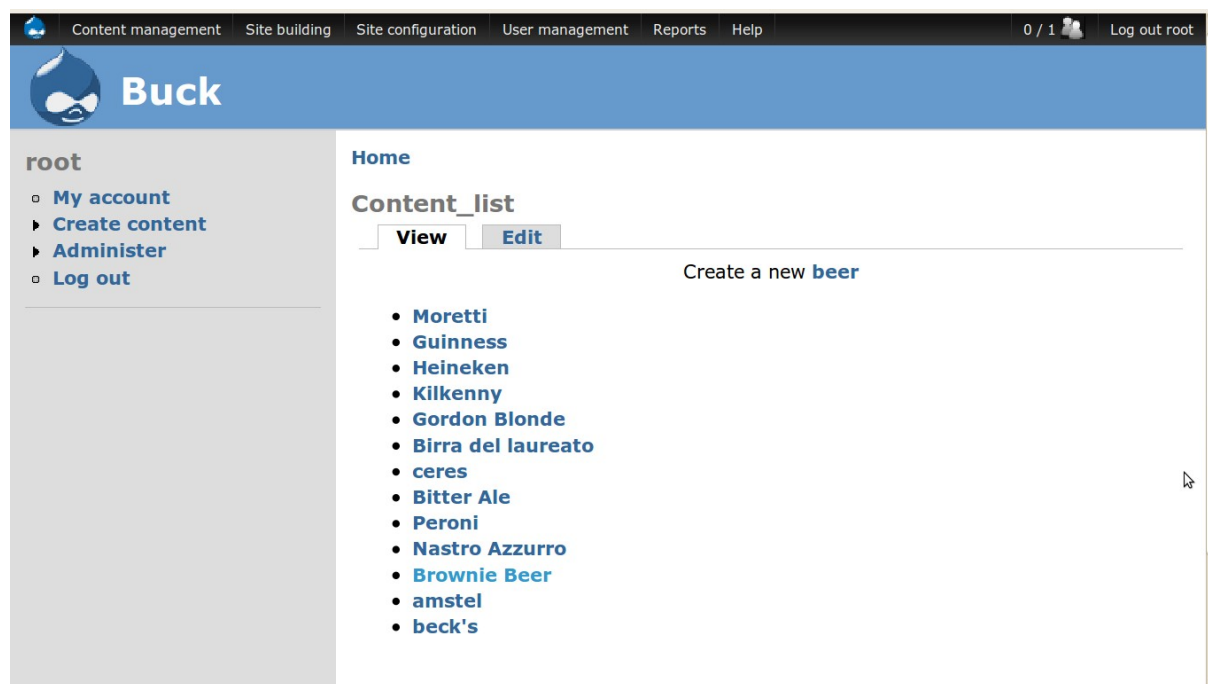 Content management Site building Site configuration User management Reports Help 0 / 1 Log out root
Buck
root
My account
Create content
Administer
Log out
Home
Content_list
View Edit
Create a new beer
Moretti
Guinness
Heineken
Kilkenny
Gordon Blonde
Birra del laureato
ceres
Bitter Ale
Peroni
Nastro Azzurro
Brownie Beer
amstel
beck's